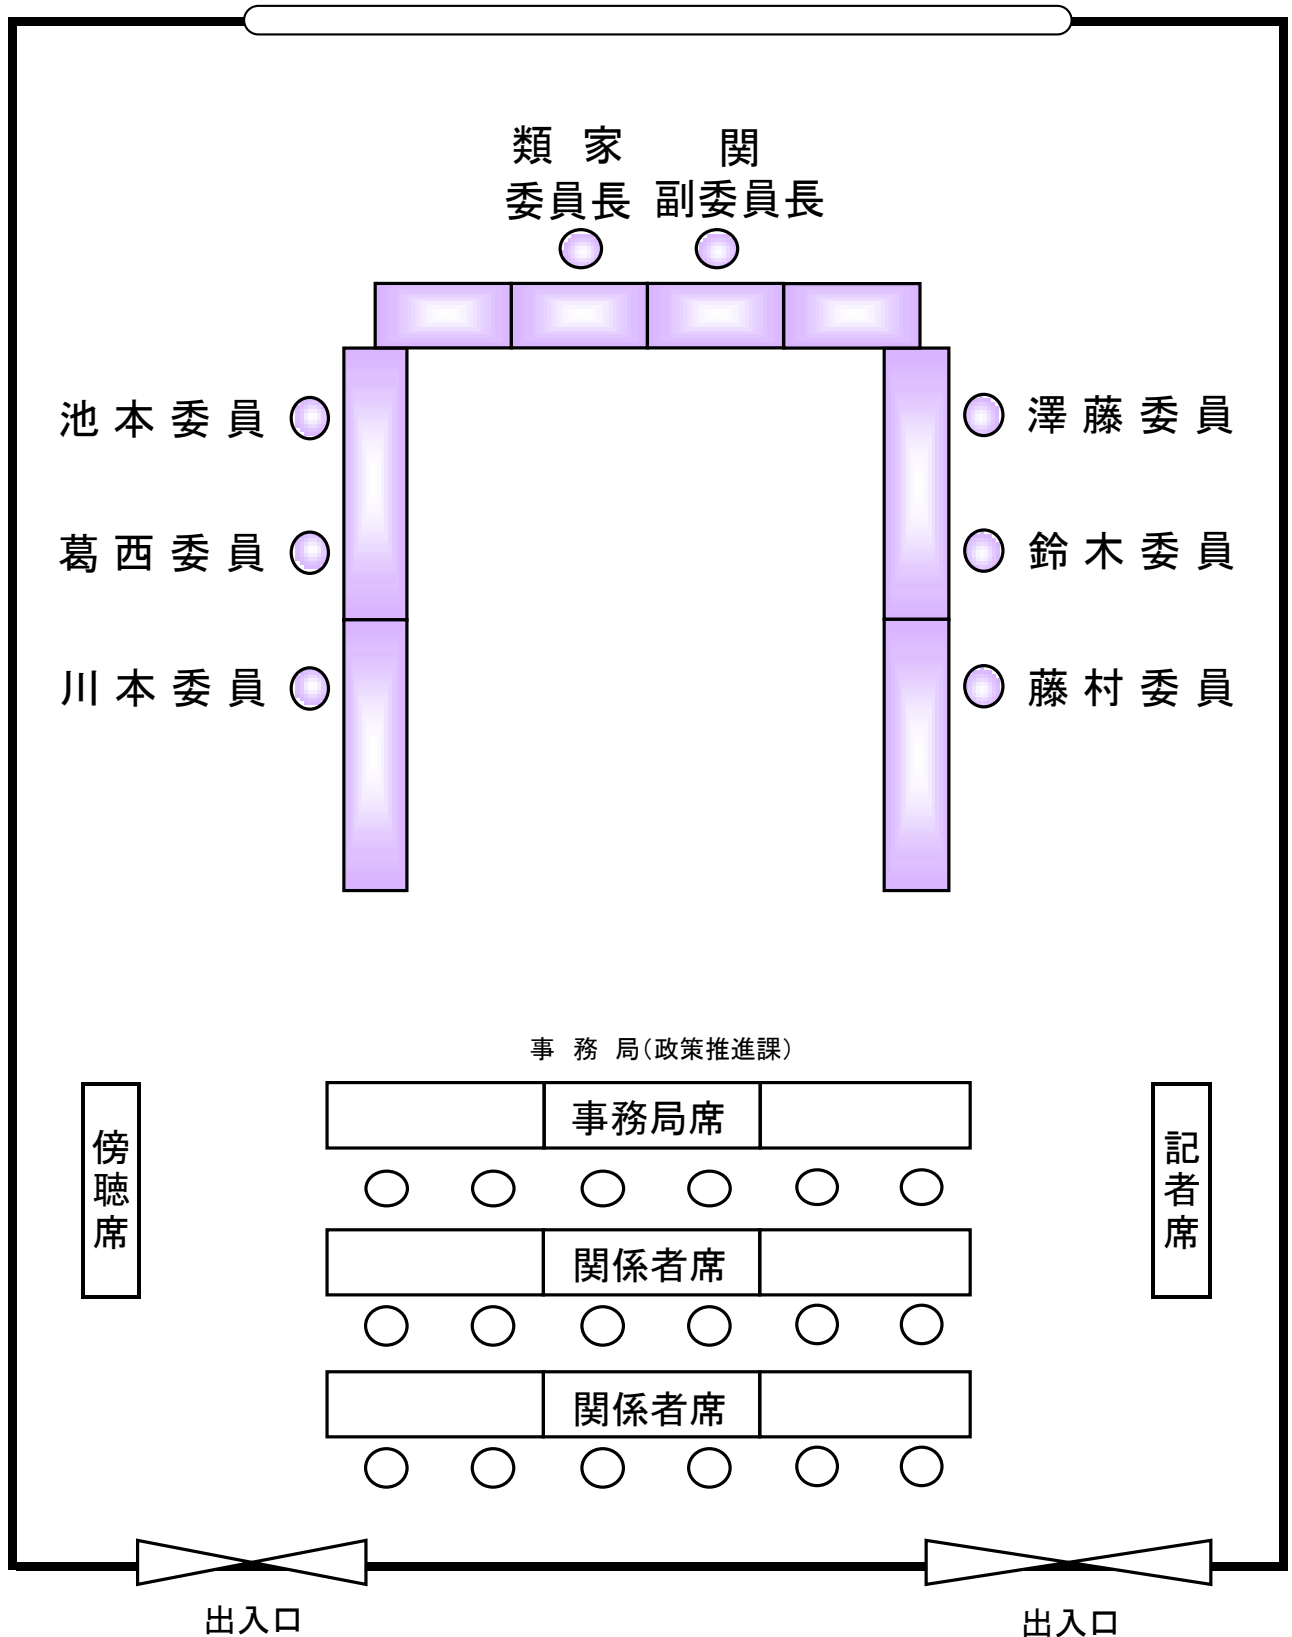 類家 関
委員長 副委員長
池本委員 澤藤委員
葛西委員 鈴木委員
川本委員 藤村委員
事務局(政策推進課)
事務局席
傍聴席
記者席
関係者席
関係者席
出入口 出入口